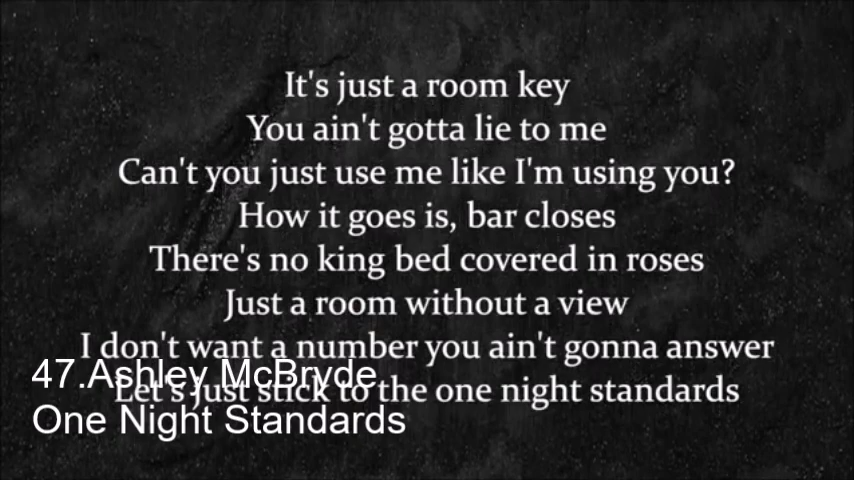 It's just a room key
You ain't gotta lie to me
Can't you just use me like I'm using you?
How it goes is, bar closes
There's no king bed covered in roses
Just a room without a view
I don't want a number you ain't gonna answer
Let's just stick to the one night standards
47.Ashley McBryde
One Night Standards